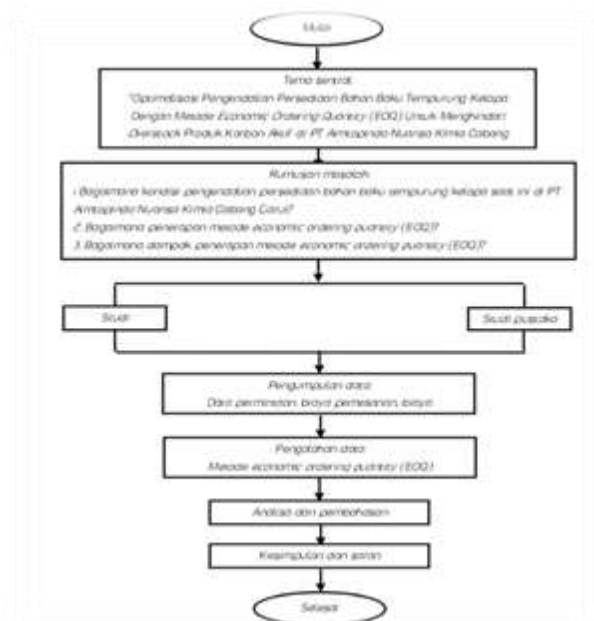 Mulai
Tema sentral
"Optimalisasi Pengendalian Persediaan Bahan Baku Tempurung Kelapa
Dengan Metode Economic Ordering Quantity (EOQ) Untuk Menghindari
Overstock Produk Karbon Aktif di PT Aimtopindo Nuansa Kimia Cabang
Rumusan masalah
1. Bagaimana kondisi pengendalian persediaan bahan baku tempurung kelapa saat ini di PT
Aimtopindo Nuansa Kimia Cabang Garut?
2. Bagaimana penerapan metode economic ordering quantity (EOQ)?
3. Bagaimana dampak penerapan metode economic ordering quantity (EOQ)?
Studi
Studi pustaka
Pengumpulan data
Data permintaan, biaya pemesanan, biaya
Pengolahan data
Metode economic ordering quantity (EOQ)
Analisa dan pembahasan
Kesimpulan dan saran
Selesai